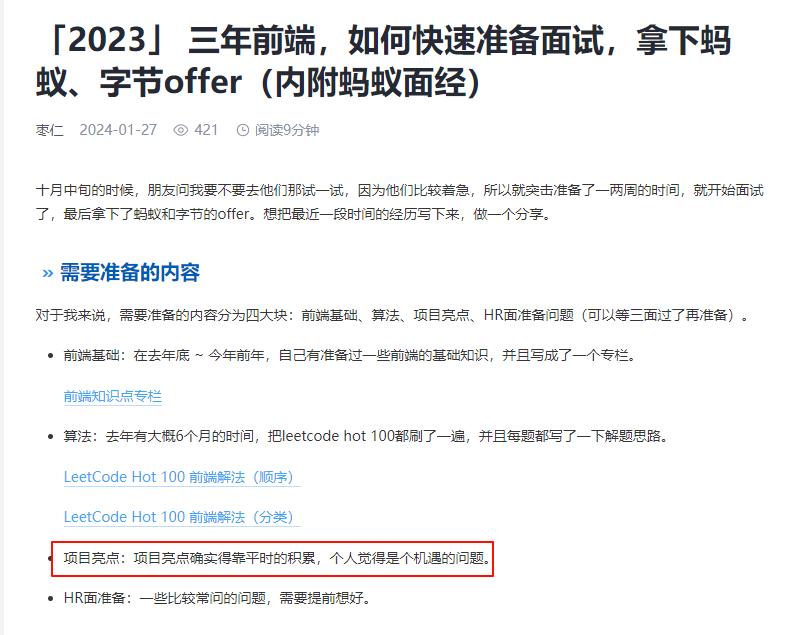 「2023」 三年前端，如何快速准备面试，拿下蚂
蚁、字节offer（内附蚂蚁面经）
枣仁 2024-01-27 421 阅读9分钟
十月中旬的时候，朋友问我要不要去他们那试一试，因为他们比较着急，所以就突击准备了一两周的时间，就开始面试
了，最后拿下了蚂蚁和字节的offer。想把最近一段时间的经历写下来，做一个分享。
» 需要准备的内容
对于我来说，需要准备的内容分为四大块：前端基础、算法、项目亮点、HR面准备问题（可以等三面过了再准备）。
• 前端基础：在去年底 ~ 今年前年，自己有准备过一些前端的基础知识，并且写成了一个专栏。
前端知识点专栏
• 算法：去年有大概6个月的时间，把leetcode hot 100都刷了一遍，并且每题都写了一下解题思路。
LeetCode Hot 100 前端解法（顺序）
LeetCode Hot 100 前端解法（分类）
• 项目亮点：项目亮点确实得靠平时的积累，个人觉得是个机遇的问题。
• HR面准备：一些比较常问的问题，需要提前想好。